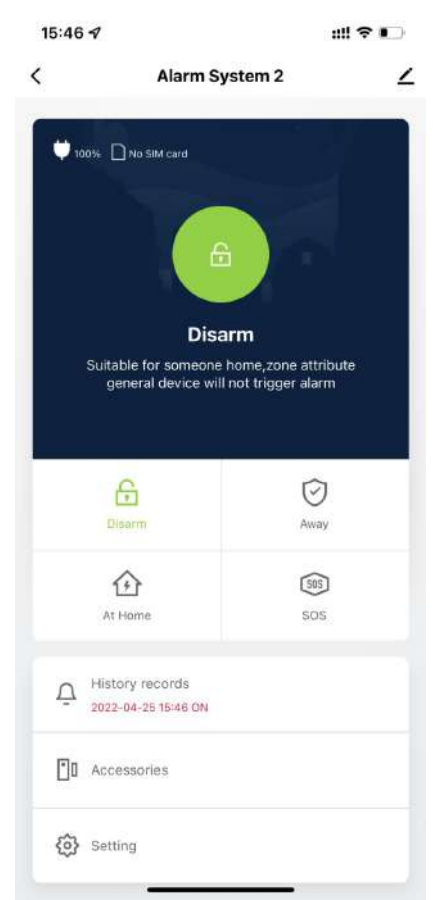 15:46
Alarm System 2
100% No SIM card
Disarm
Suitable for someone home,zone attribute
general device will not trigger alarm
Disarm
Away
At Home
SOS
SOS
History records
2022-04-25 15:46 ON
Accessories
Setting